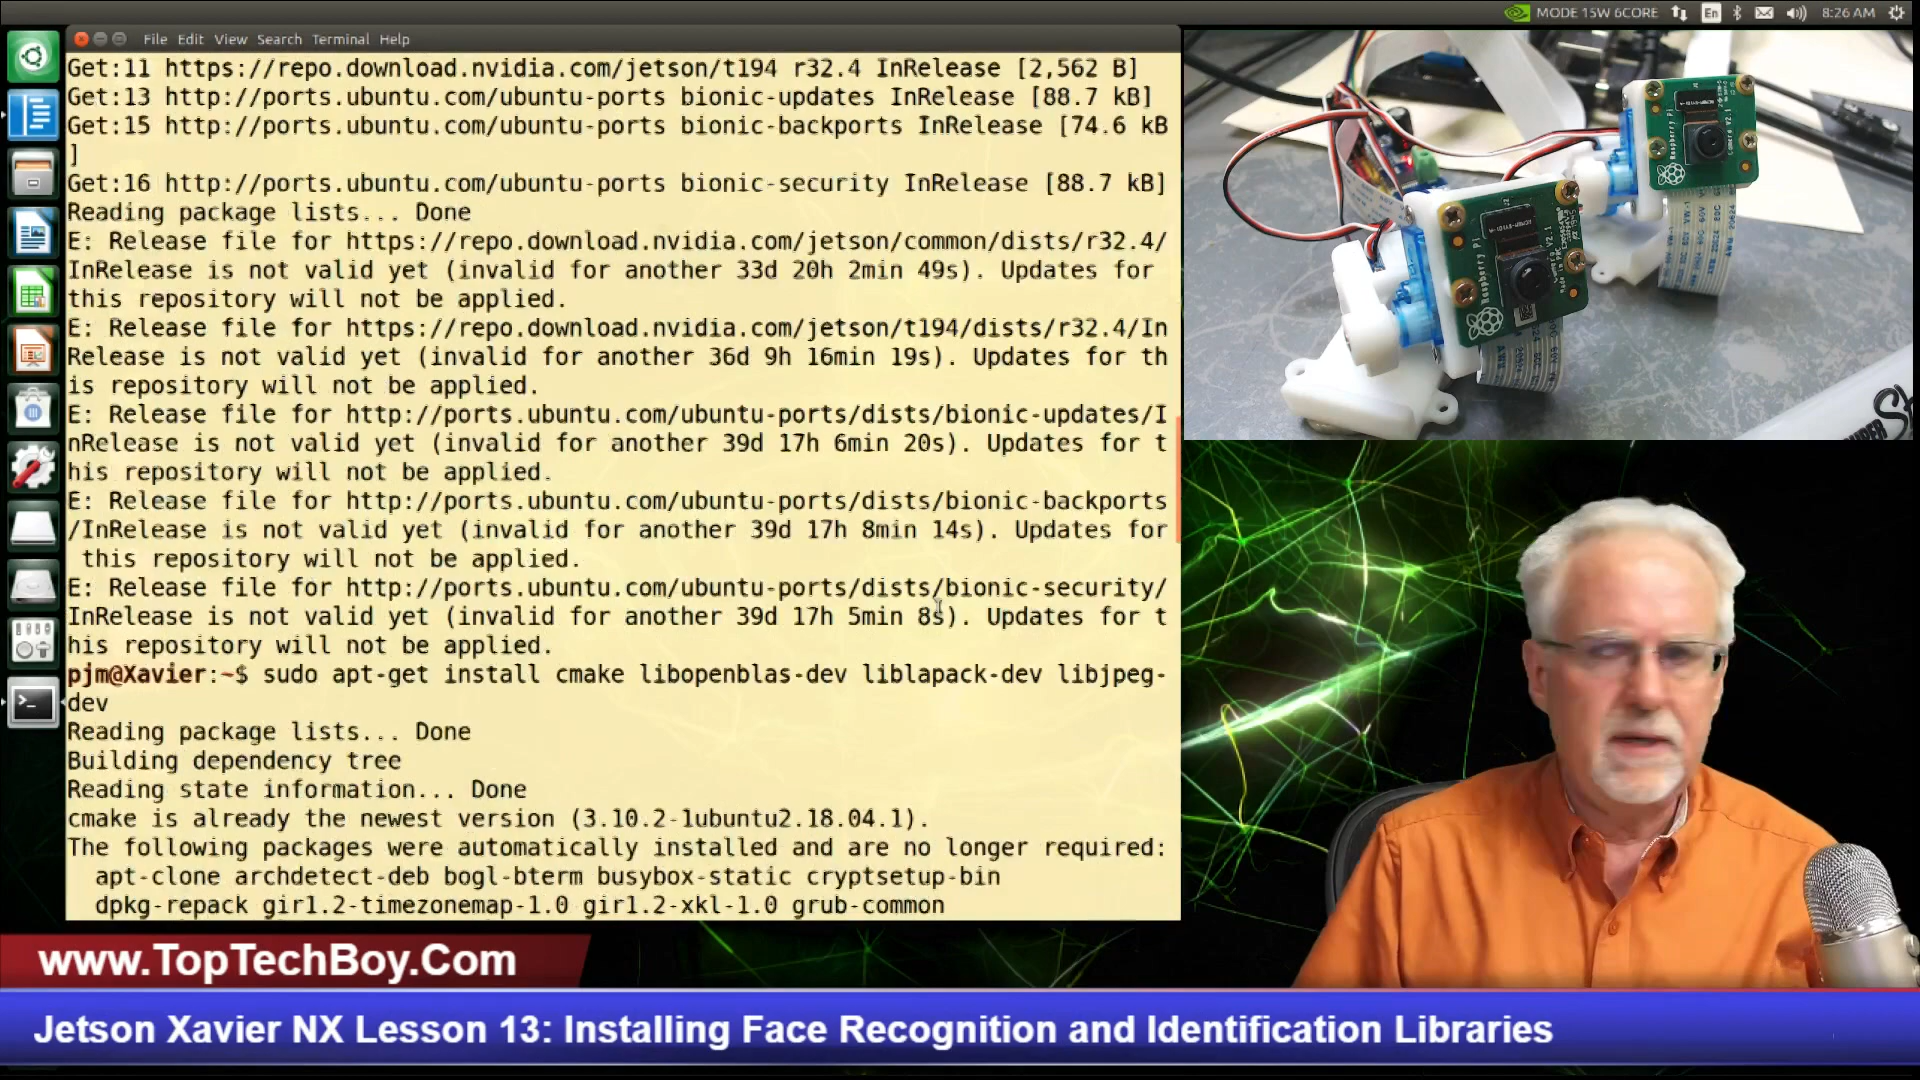 MODE 15W 6CORE En 8:26 AM
File Edit View Search Terminal Help
Get:11 https://repo.download.nvidia.com/jetson/t194 r32.4 InRelease [2,562 B]
Get:13 http://ports.ubuntu.com/ubuntu-ports bionic-updates InRelease [88.7 kB]
Get:15 http://ports.ubuntu.com/ubuntu-ports bionic-backports InRelease [74.6 kB
]
Get:16 http://ports.ubuntu.com/ubuntu-ports bionic-security InRelease [88.7 kB]
Reading package lists... Done
E: Release file for https://repo.download.nvidia.com/jetson/common/dists/r32.4/
InRelease is not valid yet (invalid for another 33d 20h 2min 49s). Updates for
this repository will not be applied.
E: Release file for https://repo.download.nvidia.com/jetson/t194/dists/r32.4/In
Release is not valid yet (invalid for another 36d 9h 16min 19s). Updates for th
is repository will not be applied.
E: Release file for http://ports.ubuntu.com/ubuntu-ports/dists/bionic-updates/I
nRelease is not valid yet (invalid for another 39d 17h 6min 20s). Updates for t
his repository will not be applied.
E: Release file for http://ports.ubuntu.com/ubuntu-ports/dists/bionic-backports
/InRelease is not valid yet (invalid for another 39d 17h 8min 14s). Updates for
 this repository will not be applied.
E: Release file for http://ports.ubuntu.com/ubuntu-ports/dists/bionic-security/
InRelease is not valid yet (invalid for another 39d 17h 5min 8s). Updates for t
his repository will not be applied.
pjm@Xavier:~$ sudo apt-get install cmake libopenblas-dev liblapack-dev libjpeg-
dev
Reading package lists... Done
Building dependency tree
Reading state information... Done
cmake is already the newest version (3.10.2-1ubuntu2.18.04.1).
The following packages were automatically installed and are no longer required:
  apt-clone archdetect-deb bogl-bterm busybox-static cryptsetup-bin
  dpkg-repack gir1.2-timezonemap-1.0 gir1.2-xkl-1.0 grub-common
Raspberry Pi
Camera V2.1
Raspberry Pi
www.TopTechBoy.Com
Jetson Xavier NX Lesson 13: Installing Face Recognition and Identification Libraries